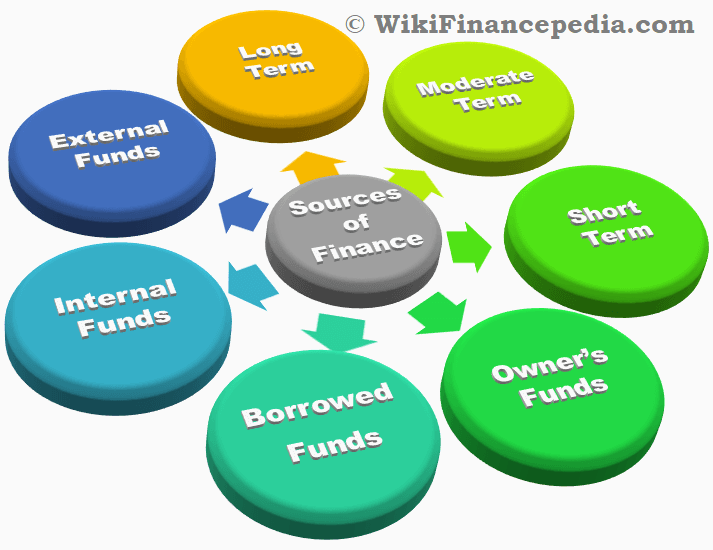 © WikiFinancepedia.com
Long
Term
Moderate
Term
External
Funds
Sources
of
Finance
Short
Term
Internal
Funds
Owner's
Funds
Borrowed
Funds